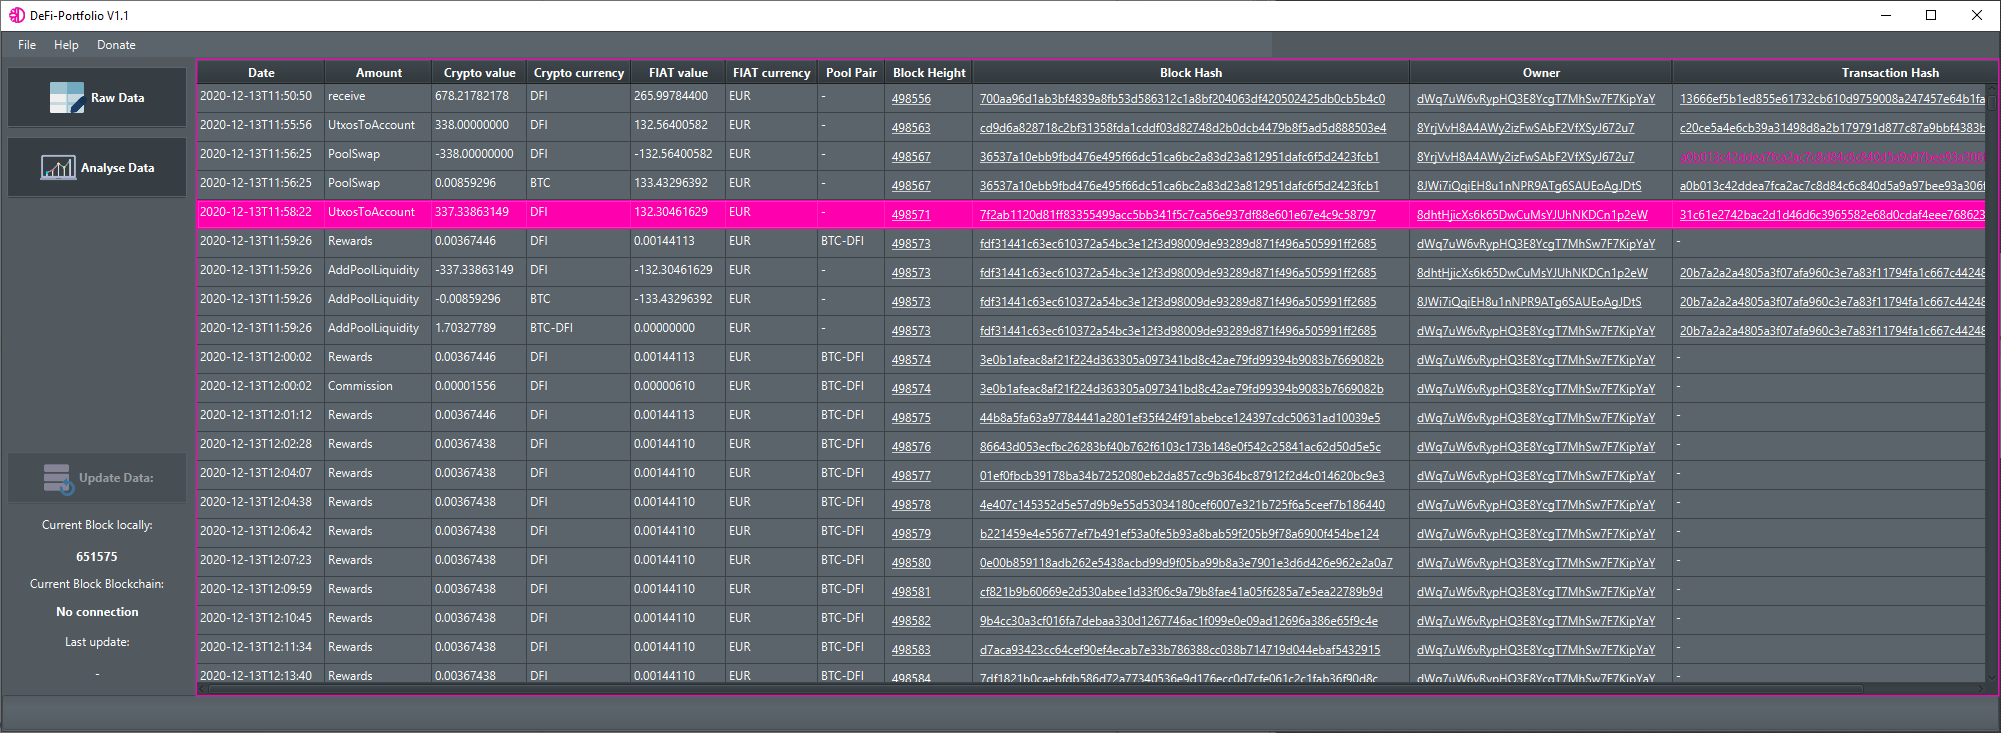 DeFi-Portfolio V1.1
File Help Donate
Raw Data
Analyse Data
Update Data:
Current Block locally:
651575
Current Block Blockchain:
No connection
Last update:
-
Date Amount Crypto value Crypto currency FIAT value FIAT currency Pool Pair Block Height Block Hash Owner Transaction Hash
2020-12-13T11:50:50 receive 678.21782178 DFI 265.99784400 EUR - 498556 700aa96d1ab3bf4839a8fb53d586312c1a8bf204063df420502425db0cb5b4c0 dWq7uW6vRypHQ3E8YcgT7MhSw7F7KipYaY 13666ef5b1ed855e61732cb610d9759008a247457e64b1fa
2020-12-13T11:55:56 UtxosToAccount 338.00000000 DFI 132.56400582 EUR - 498563 cd9d6a828718c2bf31358fda1cddf03d82748d2b0dcb4479b8f5ad5d888503e4 8YrjVvH8A4AWy2izFwSAbF2VfXSyJ672u7 c20ce5a4e6cb39a31498d8a2b179791d877c87a9bbf4383b
2020-12-13T11:56:25 PoolSwap -338.00000000 DFI -132.56400582 EUR - 498567 36537a10ebb9fbd476e495f66dc51ca6bc2a83d23a812951dafc6f5d2423fcb1 8YrjVvH8A4AWy2izFwSAbF2VfXSyJ672u7 a0b013c42ddea7fca2ac7c8d84c6c840d5a9a97bee93a306
2020-12-13T11:56:25 PoolSwap 0.00859296 BTC 133.43296392 EUR - 498567 36537a10ebb9fbd476e495f66dc51ca6bc2a83d23a812951dafc6f5d2423fcb1 8JWi7iQqiEH8u1nNPR9ATg6SAUEoAgJDtS a0b013c42ddea7fca2ac7c8d84c6c840d5a9a97bee93a306f
2020-12-13T11:58:22 UtxosToAccount 337.33863149 DFI 132.30461629 EUR - 498571 7f2ab1120d81ff83355499acc5bb341f5c7ca56e937df88e601e67e4c9c58797 8dhtHjicXs6k65DwCuMsYJUhNKDCn1p2eW 31c61e2742bac2d1d46d6c3965582e68d0cdaf4eee768623
2020-12-13T11:59:26 Rewards 0.00367446 DFI 0.00144113 EUR BTC-DFI 498573 fdf31441c63ec610372a54bc3e12f3d98009de93289d871f496a505991ff2685 dWq7uW6vRypHQ3E8YcgT7MhSw7F7KipYaY -
2020-12-13T11:59:26 AddPoolLiquidity -337.33863149 DFI -132.30461629 EUR - 498573 fdf31441c63ec610372a54bc3e12f3d98009de93289d871f496a505991ff2685 8dhtHjicXs6k65DwCuMsYJUhNKDCn1p2eW 20b7a2a2a4805a3f07afa960c3e7a83f11794fa1c667c44248
2020-12-13T11:59:26 AddPoolLiquidity -0.00859296 BTC -133.43296392 EUR - 498573 fdf31441c63ec610372a54bc3e12f3d98009de93289d871f496a505991ff2685 8JWi7iQqiEH8u1nNPR9ATg6SAUEoAgJDtS 20b7a2a2a4805a3f07afa960c3e7a83f11794fa1c667c44248
2020-12-13T11:59:26 AddPoolLiquidity 1.70327789 BTC-DFI 0.00000000 EUR - 498573 fdf31441c63ec610372a54bc3e12f3d98009de93289d871f496a505991ff2685 dWq7uW6vRypHQ3E8YcgT7MhSw7F7KipYaY 20b7a2a2a4805a3f07afa960c3e7a83f11794fa1c667c44248
2020-12-13T12:00:02 Rewards 0.00367446 DFI 0.00144113 EUR BTC-DFI 498574 3e0b1afeac8af21f224d363305a097341bd8c42ae79fd99394b9083b7669082b dWq7uW6vRypHQ3E8YcgT7MhSw7F7KipYaY -
2020-12-13T12:00:02 Commission 0.00001556 DFI 0.00000610 EUR BTC-DFI 498574 3e0b1afeac8af21f224d363305a097341bd8c42ae79fd99394b9083b7669082b dWq7uW6vRypHQ3E8YcgT7MhSw7F7KipYaY -
2020-12-13T12:01:12 Rewards 0.00367446 DFI 0.00144113 EUR BTC-DFI 498575 44b8a5fa63a97784441a2801ef35f424f91abebce124397cdc50631ad10039e5 dWq7uW6vRypHQ3E8YcgT7MhSw7F7KipYaY -
2020-12-13T12:02:28 Rewards 0.00367438 DFI 0.00144110 EUR BTC-DFI 498576 86643d053ecfbc26283bf40b762f6103c173b148e0f542c25841ac62d50d5e5c dWq7uW6vRypHQ3E8YcgT7MhSw7F7KipYaY -
2020-12-13T12:04:07 Rewards 0.00367438 DFI 0.00144110 EUR BTC-DFI 498577 01ef0fbcb39178ba34b7252080eb2da857cc9b364bc87912f2d4c014620bc9e3 dWq7uW6vRypHQ3E8YcgT7MhSw7F7KipYaY -
2020-12-13T12:04:38 Rewards 0.00367438 DFI 0.00144110 EUR BTC-DFI 498578 4e407c145352d5e57d9b9e55d53034180cef6007e321b725f6a5ceef7b186440 dWq7uW6vRypHQ3E8YcgT7MhSw7F7KipYaY -
2020-12-13T12:06:42 Rewards 0.00367438 DFI 0.00144110 EUR BTC-DFI 498579 b221459e4e55677ef7b491ef53a0fe5b93a8bab59f205b9f78a6900f454be124 dWq7uW6vRypHQ3E8YcgT7MhSw7F7KipYaY -
2020-12-13T12:07:23 Rewards 0.00367438 DFI 0.00144110 EUR BTC-DFI 498580 0e00b859118adb262e5438acbd99d9f05ba99b8a3e7901e3d6d426e962e2a0a7 dWq7uW6vRypHQ3E8YcgT7MhSw7F7KipYaY -
2020-12-13T12:09:59 Rewards 0.00367438 DFI 0.00144110 EUR BTC-DFI 498581 cf821b9b60669e2d530abee1d33f06c9a79b8fae41a05f6285a7e5ea22789b9d dWq7uW6vRypHQ3E8YcgT7MhSw7F7KipYaY -
2020-12-13T12:10:45 Rewards 0.00367438 DFI 0.00144110 EUR BTC-DFI 498582 9b4cc30a3cf016fa7debaa330d1267746ac1f099e0e09ad12696a386e65f9c4e dWq7uW6vRypHQ3E8YcgT7MhSw7F7KipYaY -
2020-12-13T12:11:34 Rewards 0.00367438 DFI 0.00144110 EUR BTC-DFI 498583 d7aca93423cc64cef90ef4ecab7e33b786388cc038b714719d044ebaf5432915 dWq7uW6vRypHQ3E8YcgT7MhSw7F7KipYaY -
2020-12-13T12:13:40 Rewards 0.00367438 DFI 0.00144110 EUR BTC-DFI 498584 7df1821b0caebfdb586d72a77340536e9d176ecc0d7cfe061c2c1fab36f90d8c dWq7uW6vRypHQ3E8YcgT7MhSw7F7KipYaY -